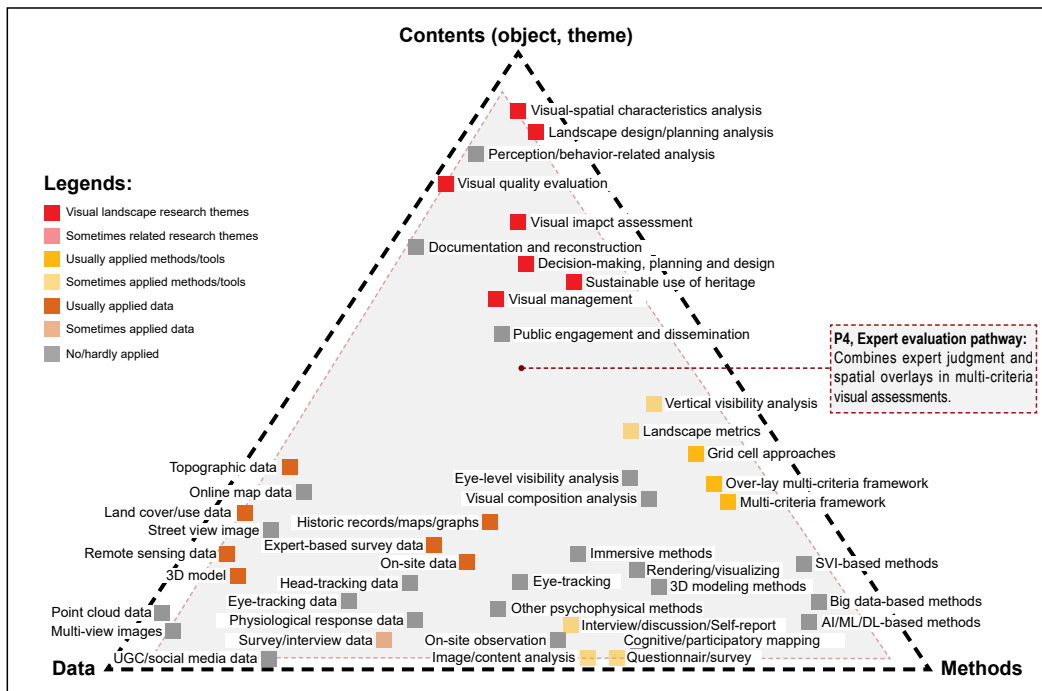 Contents (object, theme)
Visual-spatial characteristics analysis
Landscape design/planning analysis
Perception/behavior-related analysis
Legends:
Visual quality evaluation
Visual landscape research themes
Visual imapct assessment
Sometimes related research themes
Documentation and reconstruction
Usually applied methods/tools
Decision-making, planning and design
Sometimes applied methods/tools
Sustainable use of heritage
Usually applied data
Visual management
Sometimes applied data
Public engagement and dissemination
No/hardly applied
P4, Expert evaluation pathway:
Combines expert judgment and
spatial overlays in multi-criteria
visual assessments.
Vertical visibility analysis
Landscape metrics
Grid cell approaches
Topographic data
Eye-level visibility analysis
Over-lay multi-criteria framework
Online map data
Visual composition analysis
Multi-criteria framework
Land cover/use data
Historic records/maps/graphs
Street view image
Expert-based survey data
Remote sensing data
Immersive methods
On-site data
SVI-based methods
3D model
Rendering/visualizing
Head-tracking data
Eye-tracking
3D modeling methods
Eye-tracking data
Big data-based methods
Point cloud data
Other psychophysical methods
Physiological response data
AI/ML/DL-based methods
Multi-view images
Interview/discussion/Self-report
Survey/interview data
On-site observation
Cognitive/participatory mapping
UGC/social media data
Image/content analysis
Questionnair/survey
Data
Methods